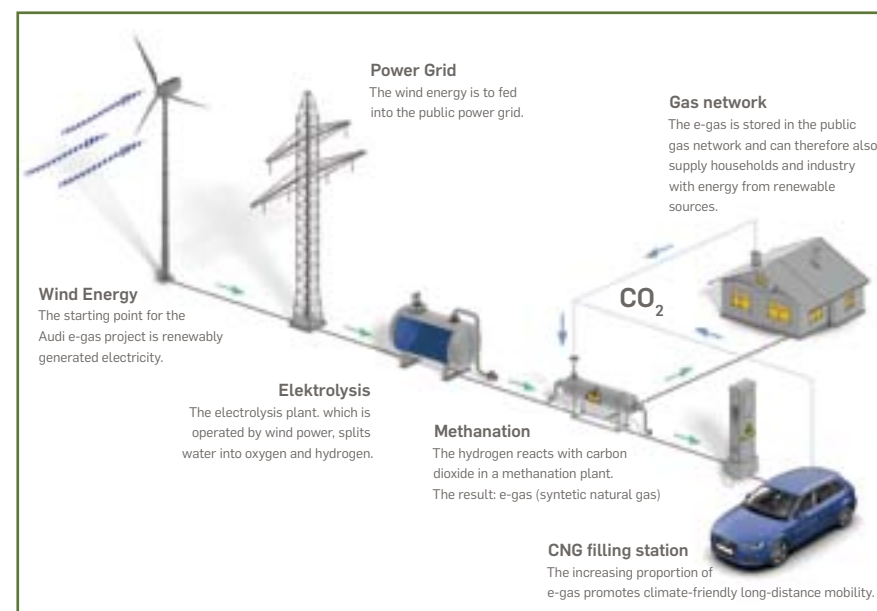 Power Grid
The wind energy is to fed
into the public power grid.
Gas network
The e-gas is stored in the public
gas network and can therefore also
supply households and industry
with energy from renewable
sources.
Wind Energy
The starting point for the
Audi e-gas project is renewably
generated electricity.
CO₂
Elektrolysis
The electrolysis plant. which is
operated by wind power, splits
water into oxygen and hydrogen.
Methanation
The hydrogen reacts with carbon
dioxide in a methanation plant.
The result: e-gas (syntetic natural gas)
CNG filling station
The increasing proportion of
e-gas promotes climate-friendly long-distance mobility.